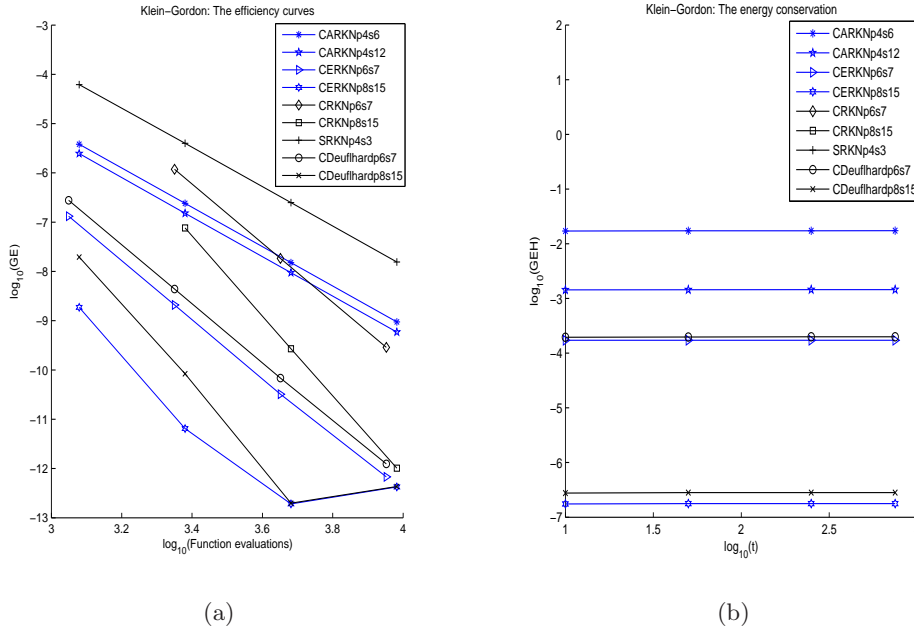 Klein-Gordon: The efficiency curves
log10(GE)
-3
-4
-5
-6
-7
-8
-9
-10
-11
-12
-13
3
3.2
3.4
3.6
3.8
4
log10(Function evaluations)
CARKNp4s6
CARKNp4s12
CERKNp6s7
CERKNp8s15
CRKNp6s7
CRKNp8s15
SRKNp4s3
CDeuflhardp6s7
CDeuflhardp8s15
(a)
Klein-Gordon: The energy conservation
log10(GEH)
2
1
0
-1
-2
-3
-4
-5
-6
-7
1
1.5
2
2.5
log10(t)
CARKNp4s6
CARKNp4s12
CERKNp6s7
CERKNp8s15
CRKNp6s7
CRKNp8s15
SRKNp4s3
CDeuflhardp6s7
CDeuflhardp8s15
(b)